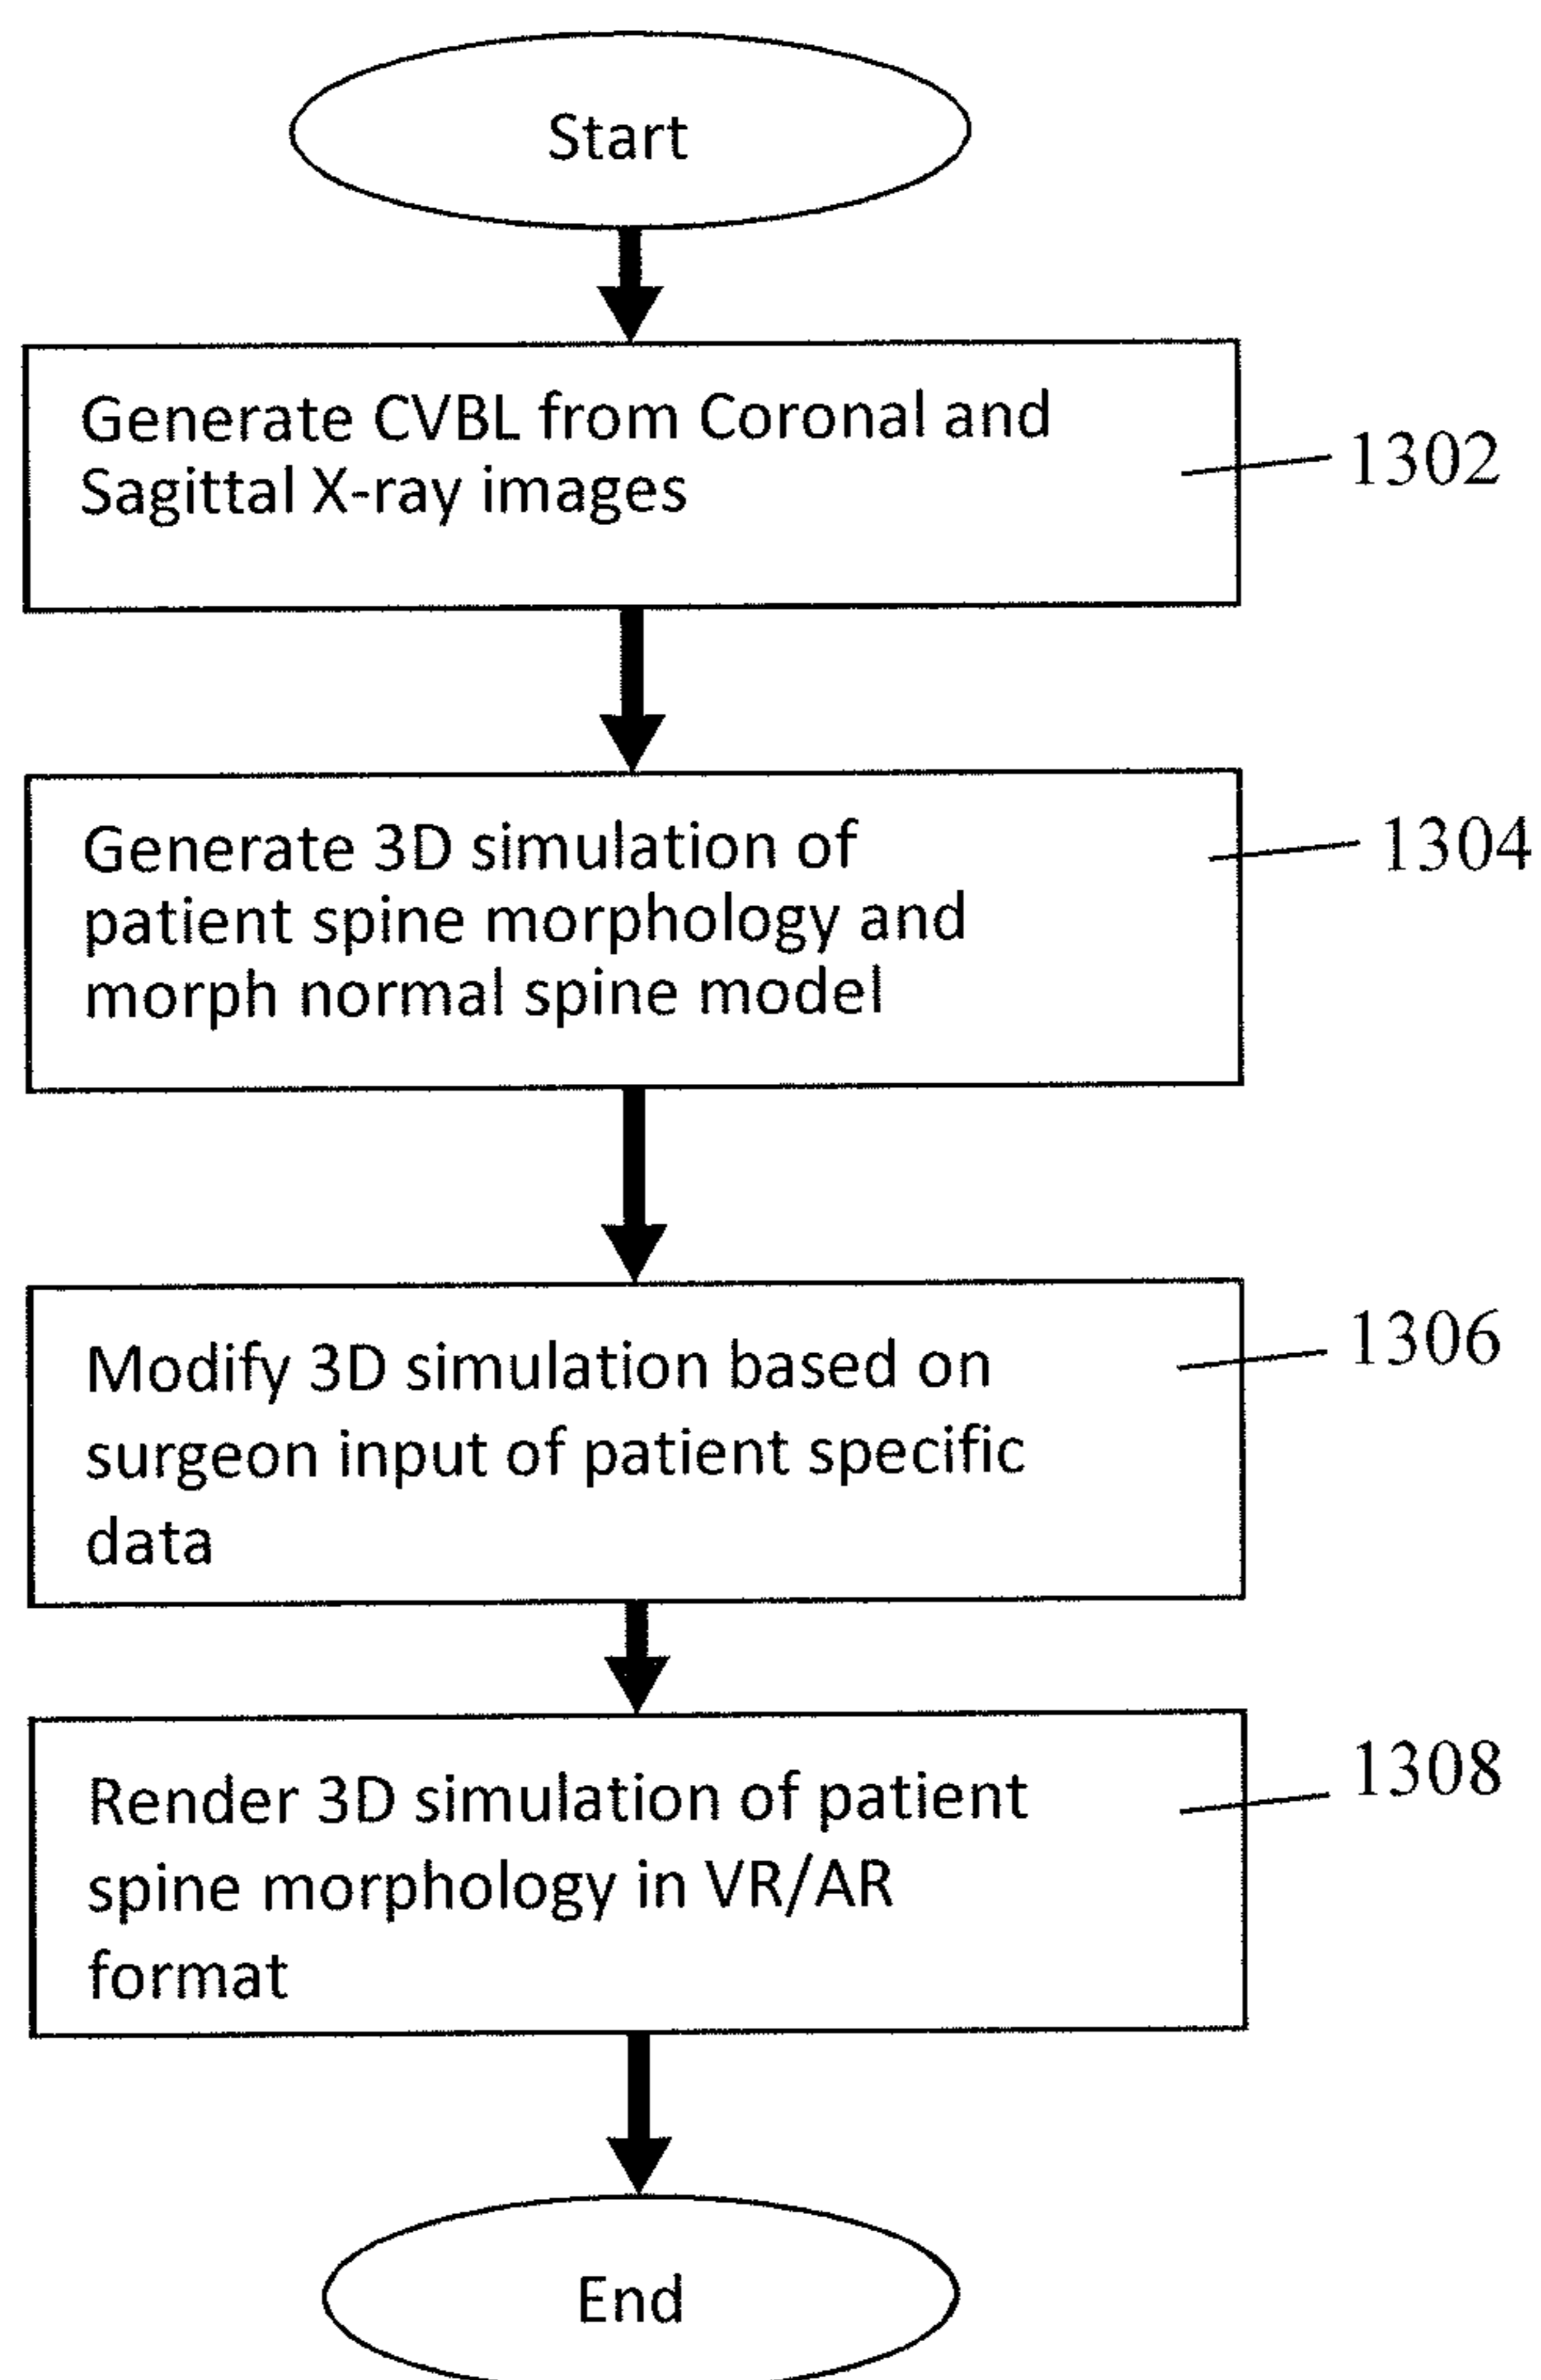 Start
Generate CVBL from Coronal and
Sagittal X-ray images
1302
Generate 3D simulation of
patient spine morphology and
morph normal spine model
1304
Modify 3D simulation based on
surgeon input of patient specific
data
1306
Render 3D simulation of patient
spine morphology in VR/AR
format
1308
End